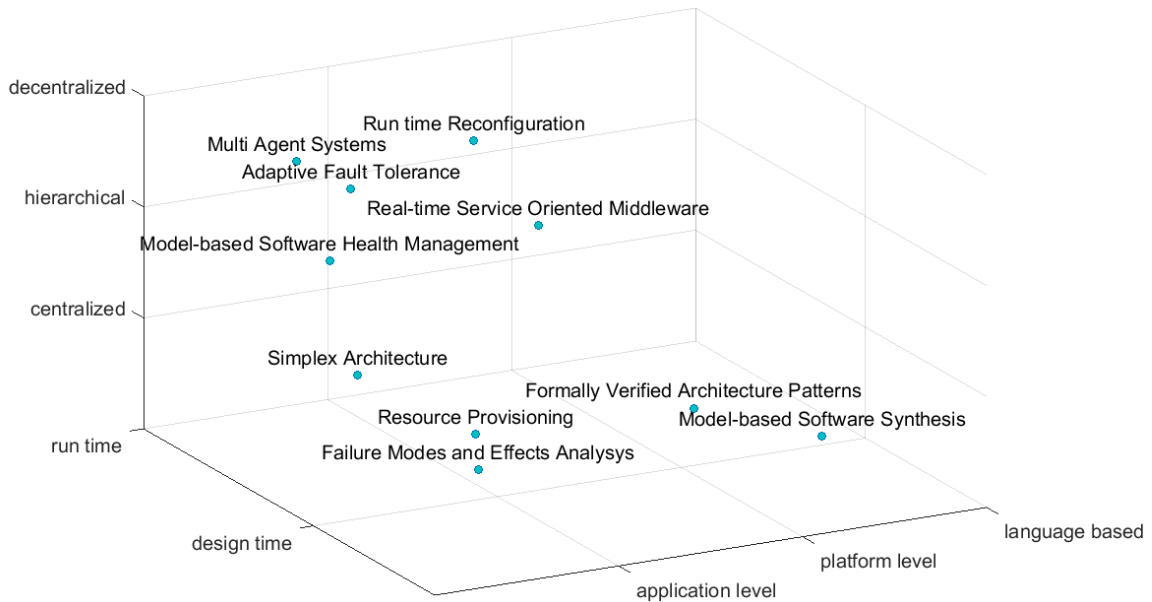 decentralized
Run time Reconfiguration
Multi Agent Systems
Adaptive Fault Tolerance
hierarchical
Real-time Service Oriented Middleware
Model-based Software Health Management
centralized
Simplex Architecture
Formally Verified Architecture Patterns
Resource Provisioning
Model-based Software Synthesis
run time
Failure Modes and Effects Analysys
language based
design time
platform level
application level